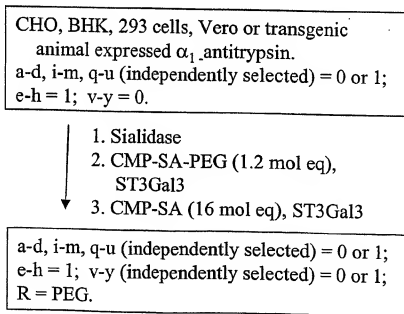 CHO, BHK, 293 cells, Vero or transgenic
animal expressed α₁-antitrypsin.
a-d, i-m, q-u (independently selected) = 0 or 1;
e-h = 1; v-y = 0.
1. Sialidase
2. CMP-SA-PEG (1.2 mol eq),
ST3Gal3
3. CMP-SA (16 mol eq), ST3Gal3
a-d, i-m, q-u (independently selected) = 0 or 1;
e-h = 1; v-y (independently selected) = 0 or 1;
R = PEG.